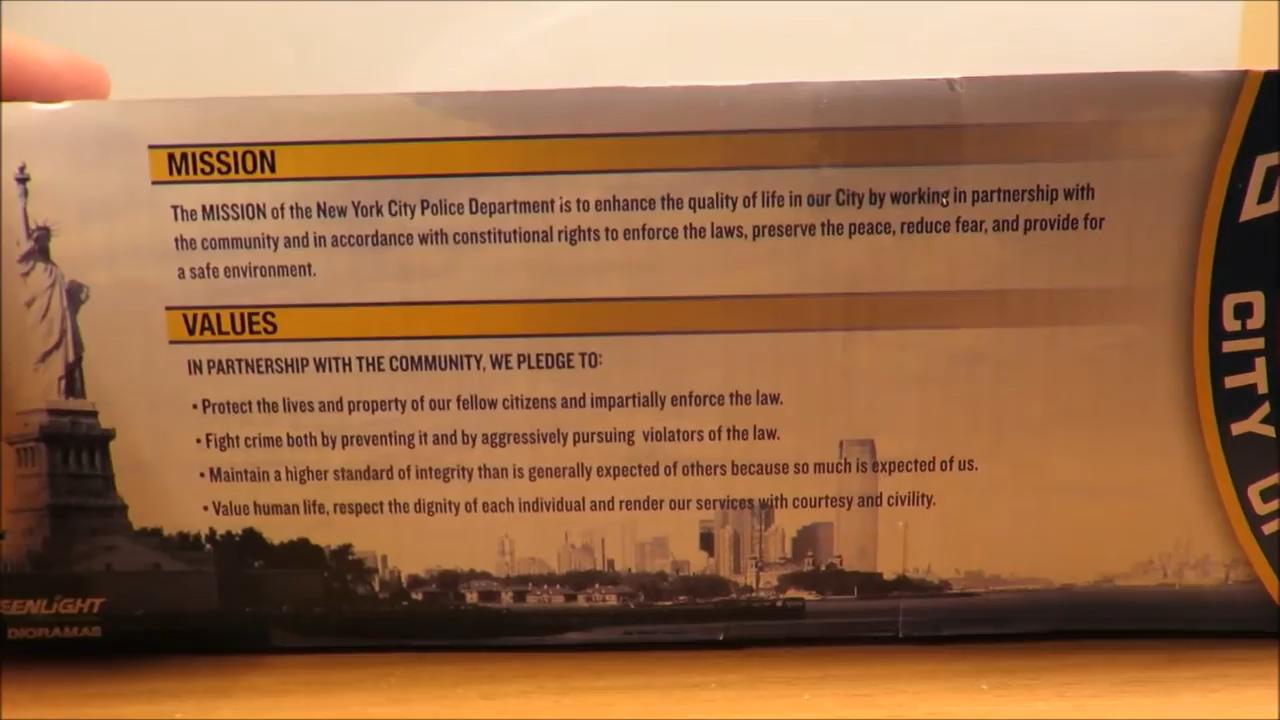 MISSION
The MISSION of the New York City Police Department is to enhance the quality of life in our City by working in partnership with
the community and in accordance with constitutional rights to enforce the laws, preserve the peace, reduce fear, and provide for
a safe environment.
VALUES
IN PARTNERSHIP WITH THE COMMUNITY, WE PLEDGE TO:
• Protect the lives and property of our fellow citizens and impartially enforce the law.
• Fight crime both by preventing it and by aggressively pursuing violators of the law.
• Maintain a higher standard of integrity than is generally expected of others because so much is expected of us.
• Value human life, respect the dignity of each individual and render our services with courtesy and civility.
EENLIGHT
DIORAMAS
CITY